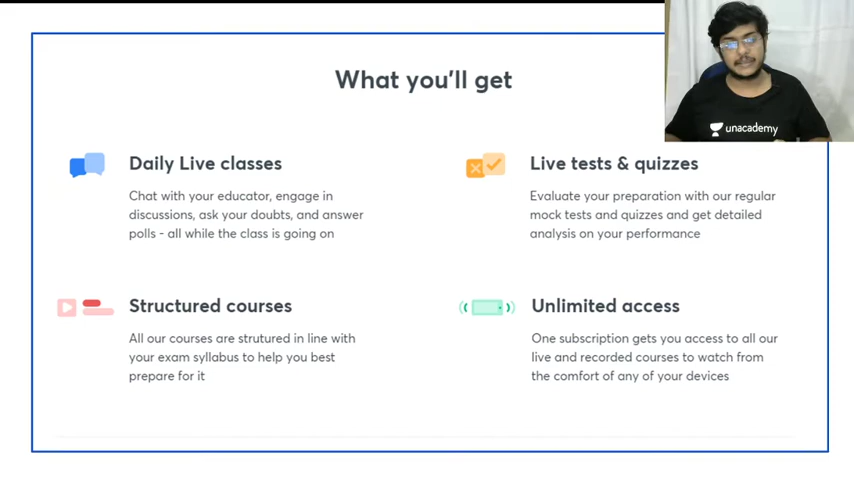 What you'll get
unacademy
Daily Live classes
Chat with your educator, engage in
discussions, ask your doubts, and answer
polls - all while the class is going on
Live tests & quizzes
Evaluate your preparation with our regular
mock tests and quizzes and get detailed
analysis on your performance
Structured courses
All our courses are strutured in line with
your exam syllabus to help you best
prepare for it
Unlimited access
One subscription gets you access to all our
live and recorded courses to watch from
the comfort of any of your devices